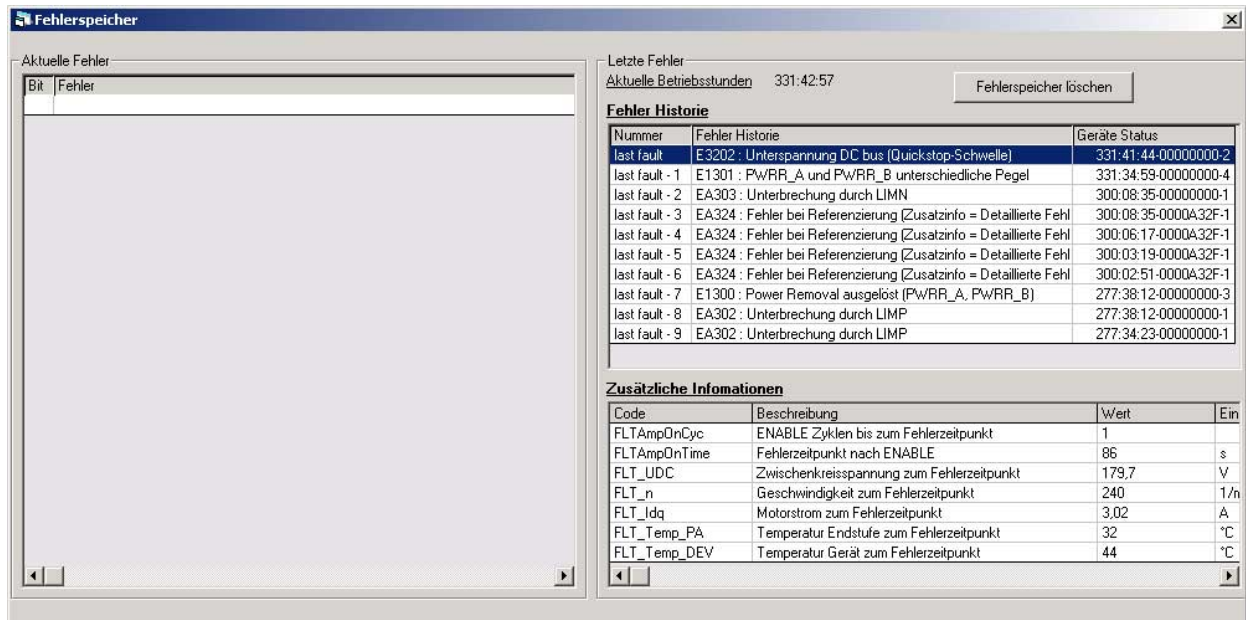 Fehlerspeicher
Aktuelle Fehler
Bit Fehler
Letzte Fehler
Aktuelle Betriebsstunden 331:42:57 Fehlerspeicher löschen
Fehler Historie
Nummer Fehler Historie Geräte Status
last fault E3202 : Unterspannung DC bus (Quickstop-Schwelle) 331:41:44-00000000-2
last fault - 1 E1301 : PWRR_A und PWRR_B unterschiedliche Pegel 331:34:59-00000000-4
last fault - 2 EA303 : Unterbrechung durch LIMN 300:08:35-00000000-1
last fault - 3 EA324 : Fehler bei Referenzierung (Zusatzinfo = Detaillierte Fehl 300:08:35-0000A32F-1
last fault - 4 EA324 : Fehler bei Referenzierung (Zusatzinfo = Detaillierte Fehl 300:06:17-0000A32F-1
last fault - 5 EA324 : Fehler bei Referenzierung (Zusatzinfo = Detaillierte Fehl 300:03:19-0000A32F-1
last fault - 6 EA324 : Fehler bei Referenzierung (Zusatzinfo = Detaillierte Fehl 300:02:51-0000A32F-1
last fault - 7 E1300 : Power Removal ausgelöst (PWRR_A, PWRR_B) 277:38:12-00000000-3
last fault - 8 EA302 : Unterbrechung durch LIMP 277:38:12-00000000-1
last fault - 9 EA302 : Unterbrechung durch LIMP 277:34:23-00000000-1
Zusätzliche Infomationen
Code Beschreibung Wert Ein
FLTAmpOnCyc ENABLE Zyklen bis zum Fehlerzeitpunkt 1
FLTAmpOnTime Fehlerzeitpunkt nach ENABLE 86 s
FLT_UDC Zwischenkreisspannung zum Fehlerzeitpunkt 179,7 V
FLT_n Geschwindigkeit zum Fehlerzeitpunkt 240 1/n
FLT_Idq Motorstrom zum Fehlerzeitpunkt 3,02 A
FLT_Temp_PA Temperatur Endstufe zum Fehlerzeitpunkt 32 °C
FLT_Temp_DEV Temperatur Gerät zum Fehlerzeitpunkt 44 °C